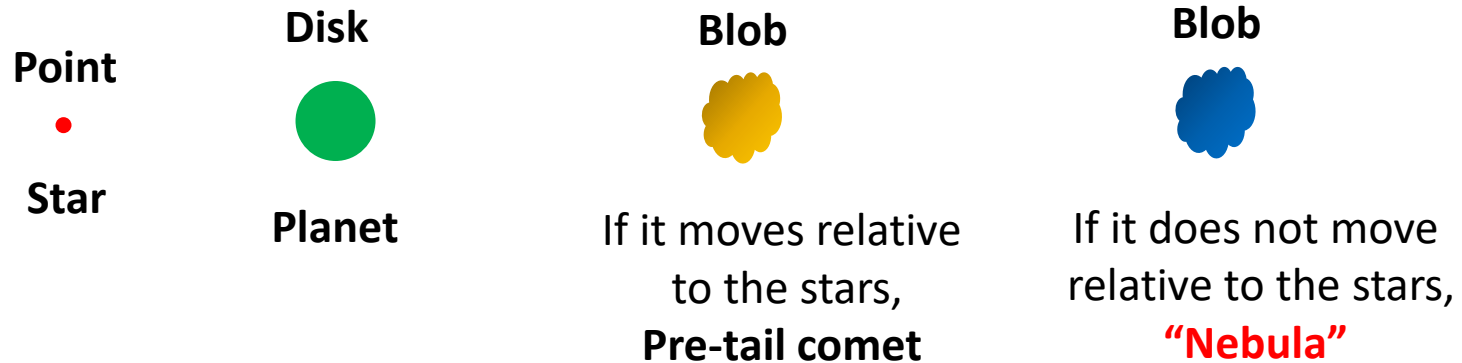 Point
Star
Disk
Planet
Blob
If it moves relative
to the stars,
Pre-tail comet
Blob
If it does not move
relative to the stars,
“Nebula”